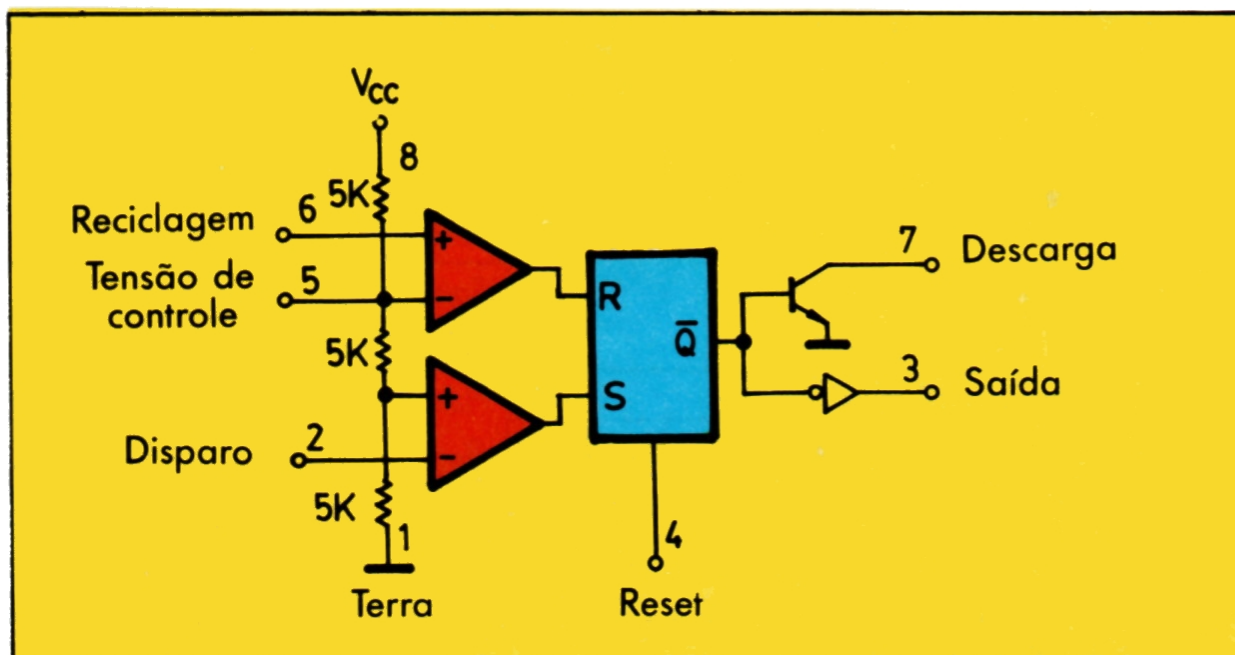 VCC
8
5K
6
Reciclagem
Tensão de
controle
5
+
−
R
Q̅
7
Descarga
5K
+
S
3
Saída
Disparo
2
−
5K
1
4
Terra
Reset